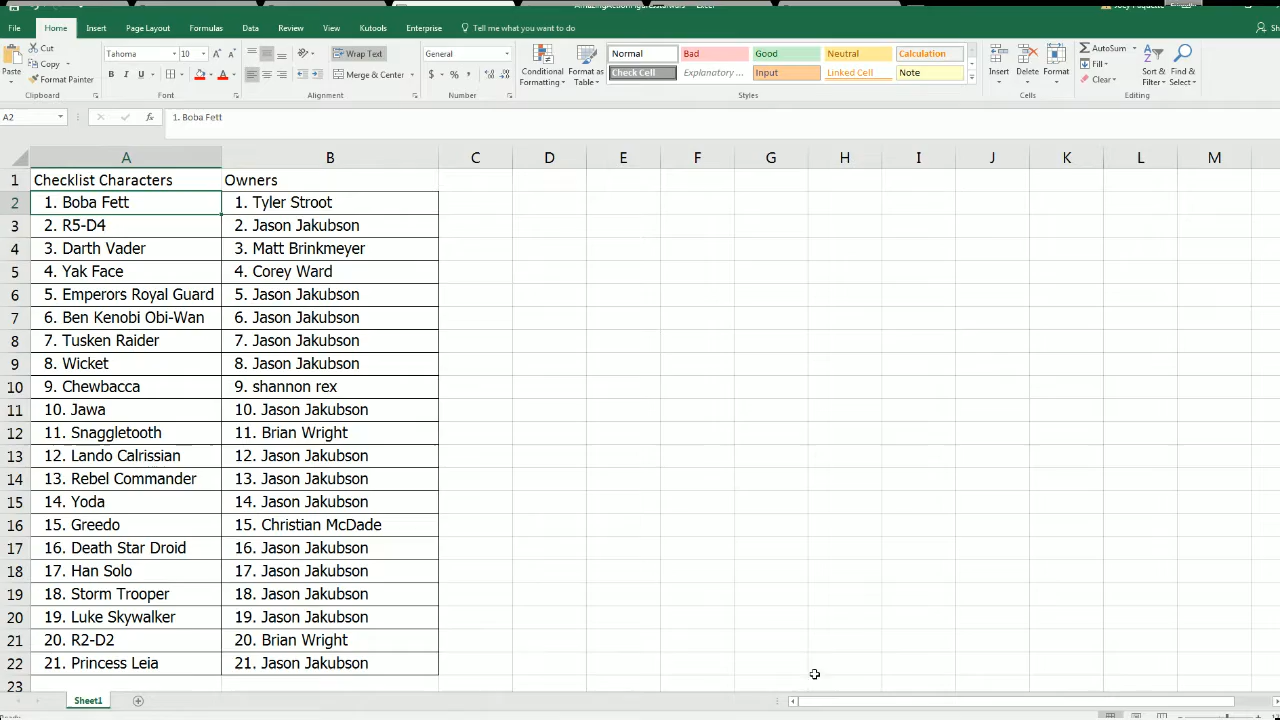 File Home Insert Page Layout Formulas Data Review View Kutools Enterprise Tell me what you want to do
Cut
Copy
Format Painter
Paste
Clipboard
Tahoma 10
B I U
Font
Wrap Text
Merge & Center
Alignment
General
$ % ,
Number
Conditional Formatting
Format as Table
Normal Bad Good Neutral Calculation
Check Cell Explanatory ... Input Linked Cell Note
Styles
Insert Delete Format
Cells
AutoSum
Fill
Clear
Sort & Filter
Find & Select
Editing
A2 fx 1. Boba Fett
A B C D E F G H I J K L M
1 Checklist Characters Owners
2 1. Boba Fett 1. Tyler Stroot
3 2. R5-D4 2. Jason Jakubson
4 3. Darth Vader 3. Matt Brinkmeyer
5 4. Yak Face 4. Corey Ward
6 5. Emperors Royal Guard 5. Jason Jakubson
7 6. Ben Kenobi Obi-Wan 6. Jason Jakubson
8 7. Tusken Raider 7. Jason Jakubson
9 8. Wicket 8. Jason Jakubson
10 9. Chewbacca 9. shannon rex
11 10. Jawa 10. Jason Jakubson
12 11. Snaggletooth 11. Brian Wright
13 12. Lando Calrissian 12. Jason Jakubson
14 13. Rebel Commander 13. Jason Jakubson
15 14. Yoda 14. Jason Jakubson
16 15. Greedo 15. Christian McDade
17 16. Death Star Droid 16. Jason Jakubson
18 17. Han Solo 17. Jason Jakubson
19 18. Storm Trooper 18. Jason Jakubson
20 19. Luke Skywalker 19. Jason Jakubson
21 20. R2-D2 20. Brian Wright
22 21. Princess Leia 21. Jason Jakubson
23
Sheet1